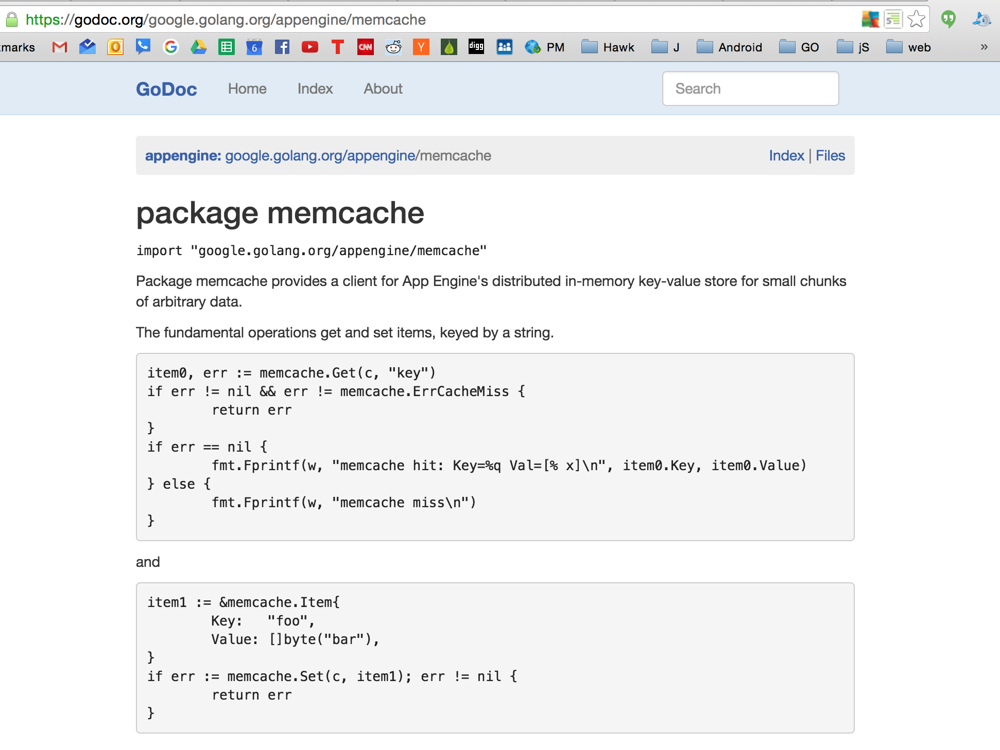 https://godoc.org/google.golang.org/appengine/memcache
marks 6 T CNN Y digg PM Hawk J Android GO jS web »
GoDoc Home Index About Search
appengine: google.golang.org/appengine/memcache Index | Files
package memcache
import "google.golang.org/appengine/memcache"
Package memcache provides a client for App Engine's distributed in-memory key-value store for small chunks
of arbitrary data.
The fundamental operations get and set items, keyed by a string.
item0, err := memcache.Get(c, "key")
if err != nil && err != memcache.ErrCacheMiss {
        return err
}
if err == nil {
        fmt.Fprintf(w, "memcache hit: Key=%q Val=[% x]\n", item0.Key, item0.Value)
} else {
        fmt.Fprintf(w, "memcache miss\n")
}
and
item1 := &memcache.Item{
        Key:   "foo",
        Value: []byte("bar"),
}
if err := memcache.Set(c, item1); err != nil {
        return err
}